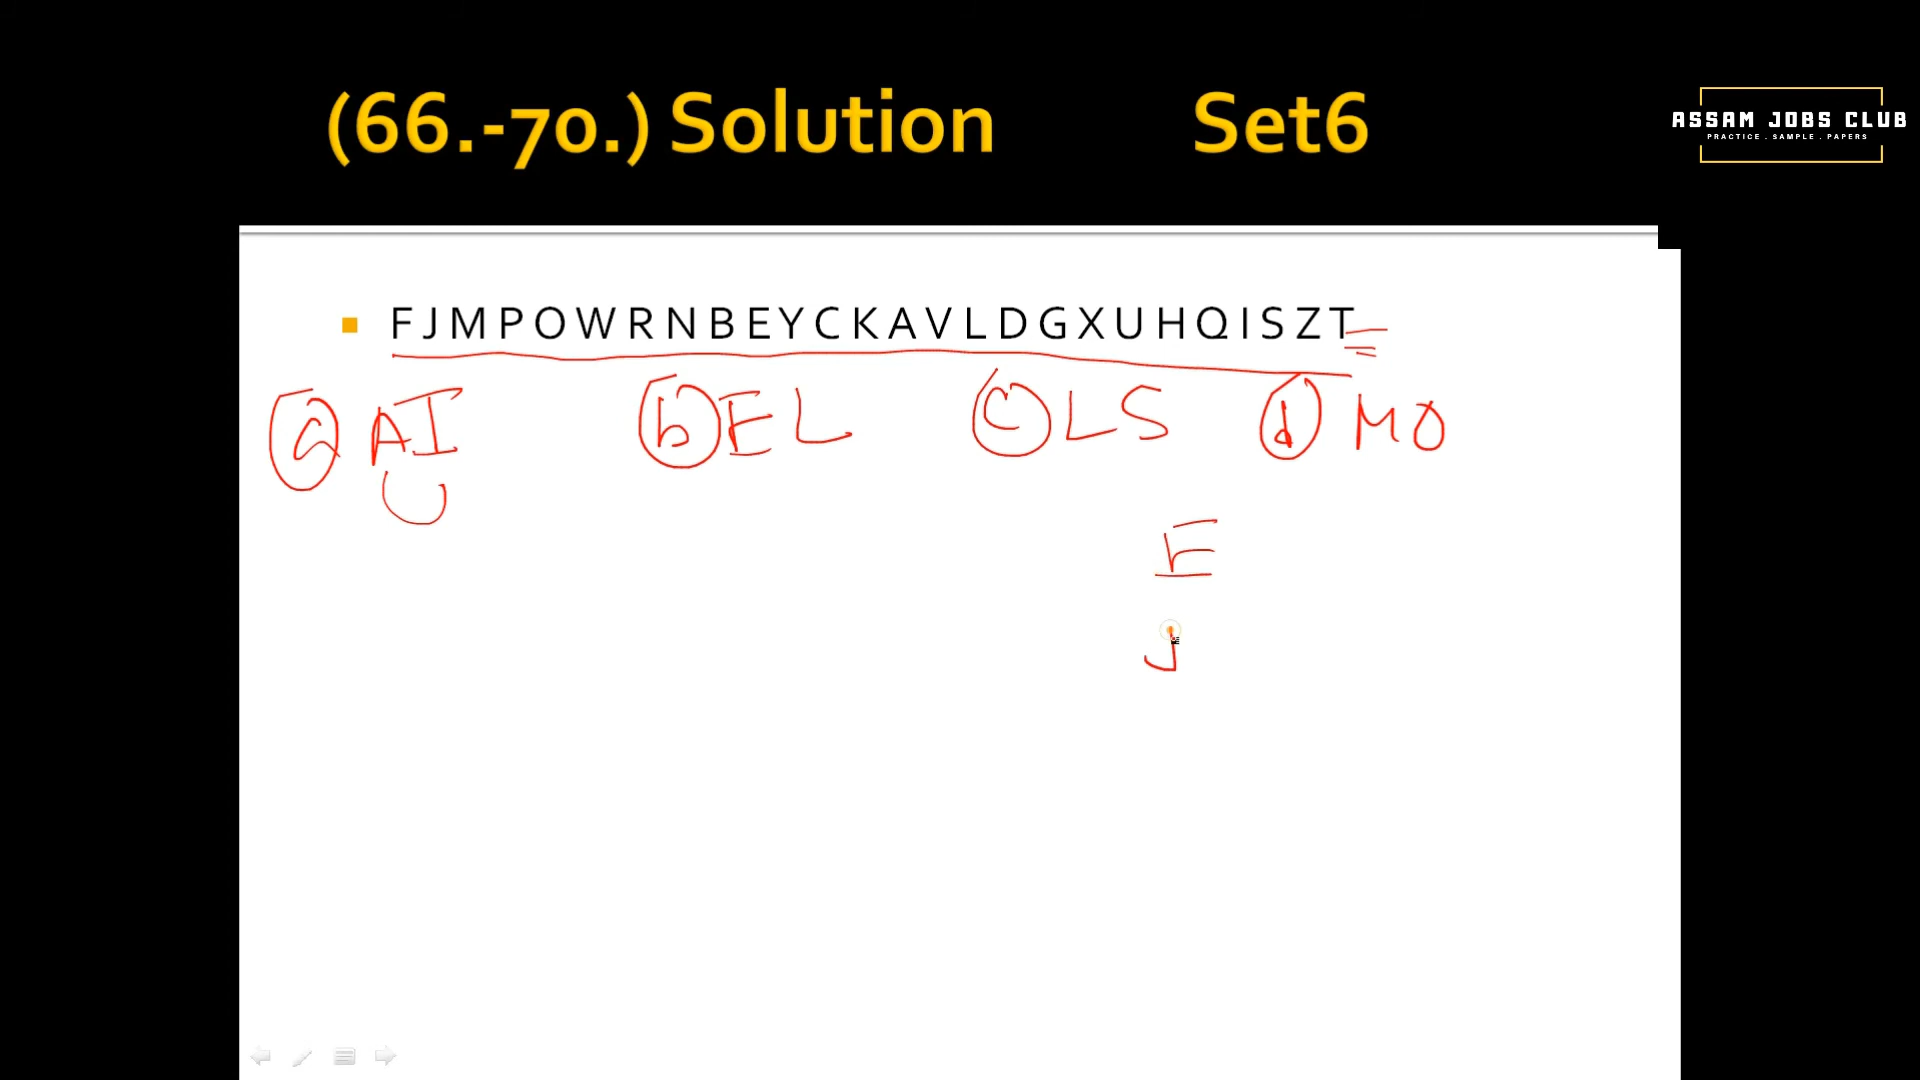 (66.-70.) Solution Set6
ASSAM JOBS CLUB
PRACTICE . SAMPLE . PAPERS
F J M P O W R N B E Y C K A V L D G X U H Q I S Z T
a AI b EL c LS d MO
F
J